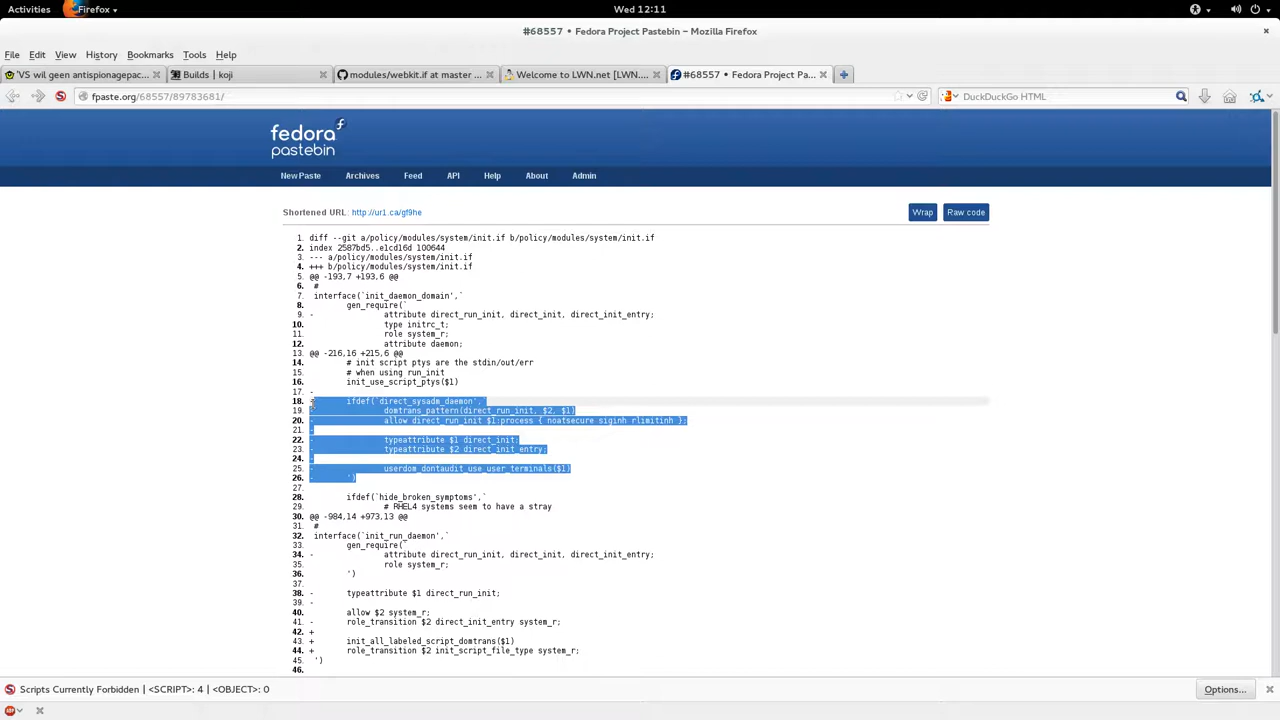 Activities Firefox Wed 12:11
#68557 • Fedora Project Pastebin – Mozilla Firefox
File Edit View History Bookmarks Tools Help
'VS wil geen antispionagepac... Builds | koji modules/webkit.if at master ... Welcome to LWN.net [LWN.... #68557 • Fedora Project Pa...
fpaste.org/68557/89783681/ DuckDuckGo HTML
fedora
pastebin
New Paste Archives Feed API Help About Admin
Shortened URL: http://ur1.ca/gf9he Wrap Raw code
1. diff --git a/policy/modules/system/init.if b/policy/modules/system/init.if
2. index 2587bd5..e1cd16d 100644
3. --- a/policy/modules/system/init.if
4. +++ b/policy/modules/system/init.if
5. @@ -193,7 +193,6 @@
6. #
7. interface(`init_daemon_domain',`
8. gen_require(`
9. - attribute direct_run_init, direct_init, direct_init_entry;
10. type initrc_t;
11. role system_r;
12. attribute daemon;
13. @@ -216,16 +215,6 @@
14. # init script ptys are the stdin/out/err
15. # when using run_init
16. init_use_script_ptys($1)
17. -
18. - ifdef(`direct_sysadm_daemon',`
19. - domtrans_pattern(direct_run_init, $2, $1)
20. - allow direct_run_init $1:process { noatsecure siginh rlimitinh };
21. -
22. - typeattribute $1 direct_init;
23. - typeattribute $2 direct_init_entry;
24. -
25. - userdom_dontaudit_use_user_terminals($1)
26. - ')
27.
28. ifdef(`hide_broken_symptoms',`
29. # RHEL4 systems seem to have a stray
30. @@ -984,14 +973,13 @@
31. #
32. interface(`init_run_daemon',`
33. gen_require(`
34. - attribute direct_run_init, direct_init, direct_init_entry;
35. role system_r;
36. ')
37.
38. - typeattribute $1 direct_run_init;
39. -
40. allow $2 system_r;
41. - role_transition $2 direct_init_entry system_r;
42. +
43. + init_all_labeled_script_domtrans($1)
44. + role_transition $2 init_script_file_type system_r;
45. ')
46.
Scripts Currently Forbidden | <SCRIPT>: 4 | <OBJECT>: 0 Options...
ABP